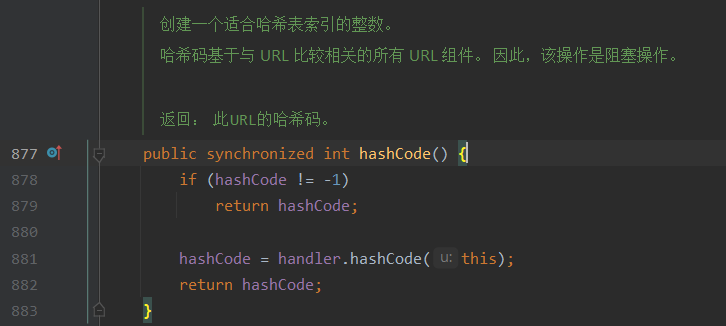 创建一个适合哈希表索引的整数。
哈希码基于与 URL 比较相关的所有 URL 组件。 因此，该操作是阻塞操作。
返回： 此URL的哈希码。
877 public synchronized int hashCode() {
878 if (hashCode != -1)
879 return hashCode;
880
881 hashCode = handler.hashCode( u: this);
882 return hashCode;
883 }